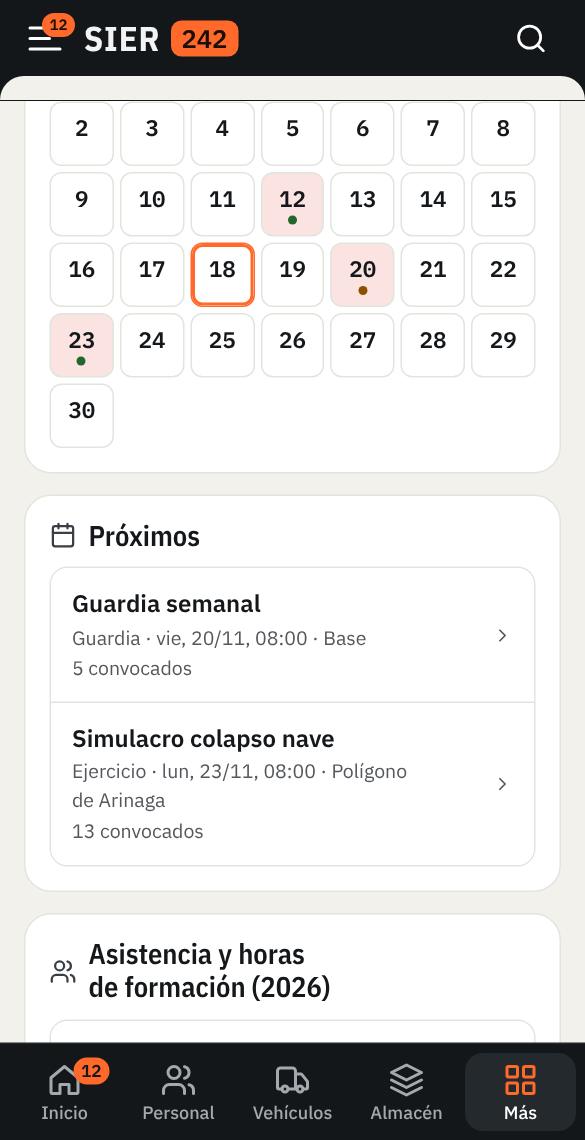 12
SIER 242
2 3 4 5 6 7 8
9 10 11 12 13 14 15
16 17 18 19 20 21 22
23 24 25 26 27 28 29
30
Próximos
Guardia semanal
Guardia · vie, 20/11, 08:00 · Base
5 convocados
Simulacro colapso nave
Ejercicio · lun, 23/11, 08:00 · Polígono
de Arinaga
13 convocados
Asistencia y horas
de formación (2026)
12
Inicio Personal Vehículos Almacén Más